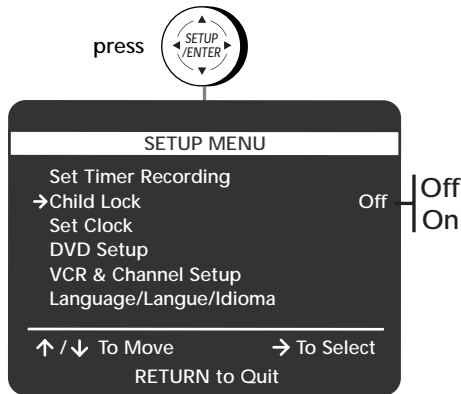 press
SETUP
/ENTER
SETUP MENU
Set Timer Recording
→Child Lock Off
Off
On
Set Clock
DVD Setup
VCR & Channel Setup
Language/Langue/Idioma
↑/↓ To Move → To Select
RETURN to Quit